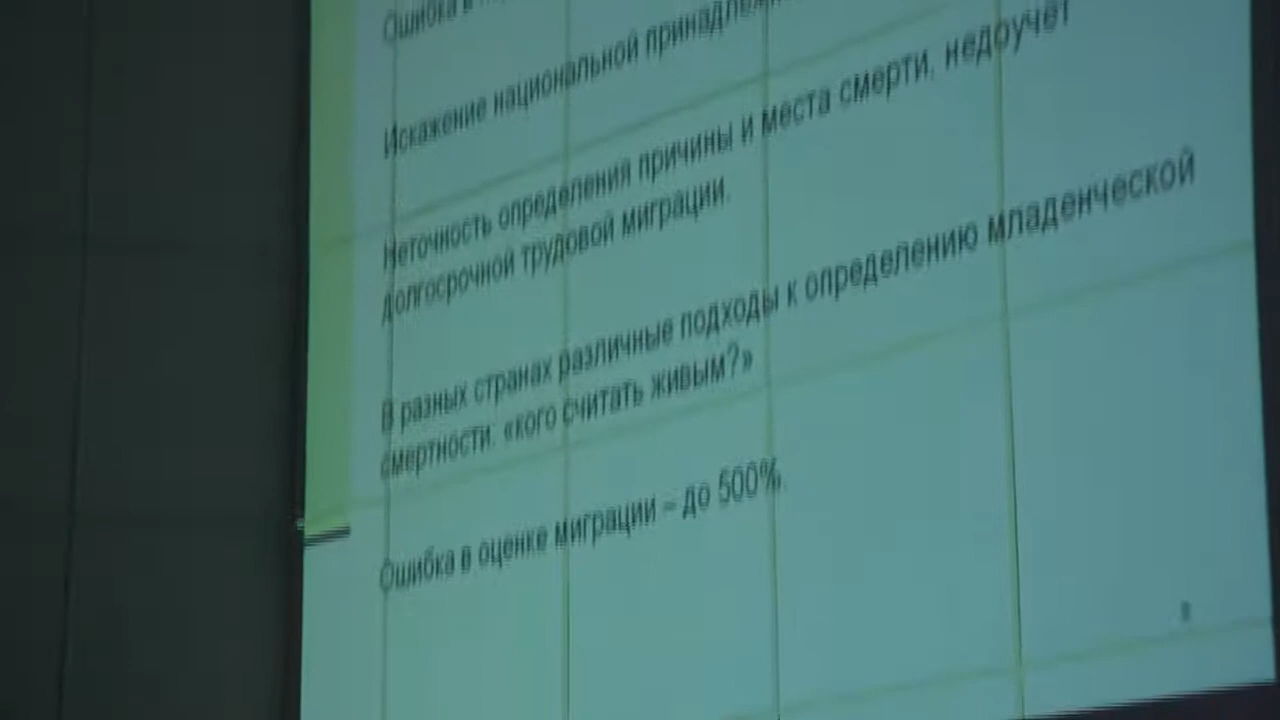 Ошибка в
Искажение национальной
Неточность определения причины и места смерти, недоучет
долгосрочной трудовой миграции.
В разных странах различные подходы к определению младенческой
смертности: «кого считать живым?»
Ошибка в оценке миграции – до 500%.